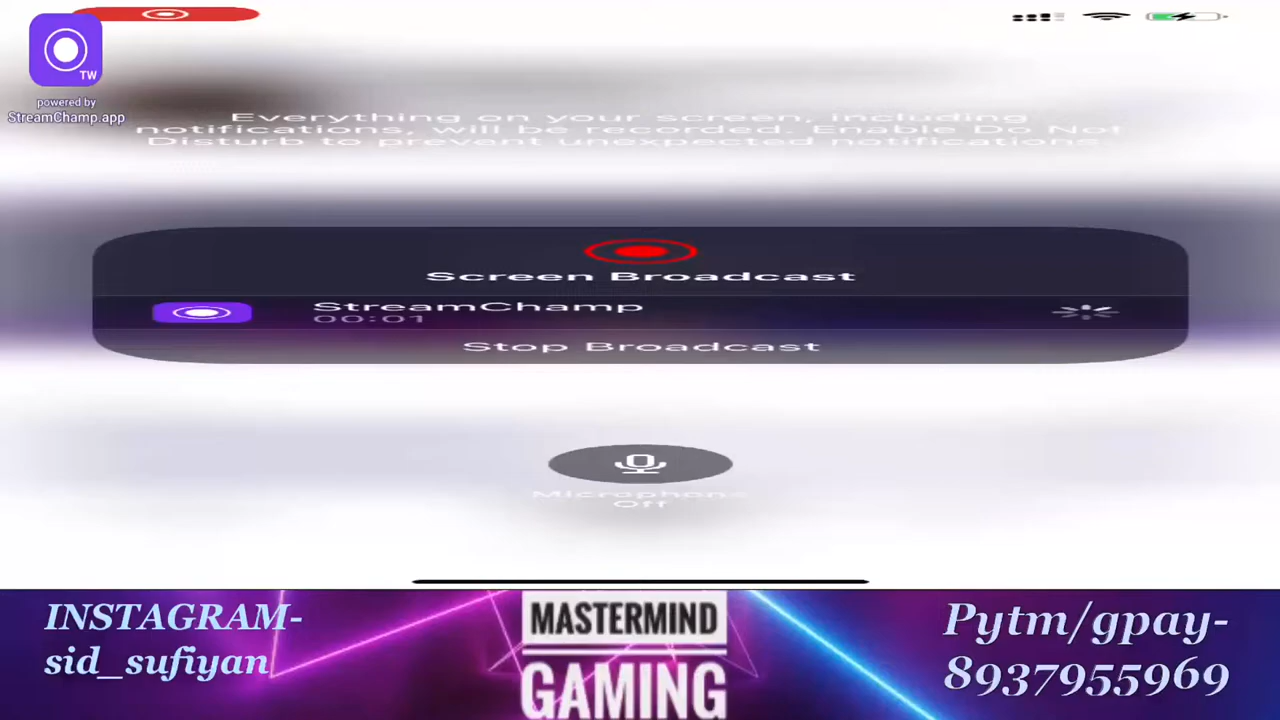 TW
powered by
StreamChamp.app
Everything on your screen, including
notifications, will be recorded. Enable Do Not
Disturb to prevent unexpected notifications.
Screen Broadcast
StreamChamp
00:01
Stop Broadcast
Microphone
Off
INSTAGRAM-
sid_sufiyan
MASTERMIND
GAMING
Pytm/gpay-
8937955969